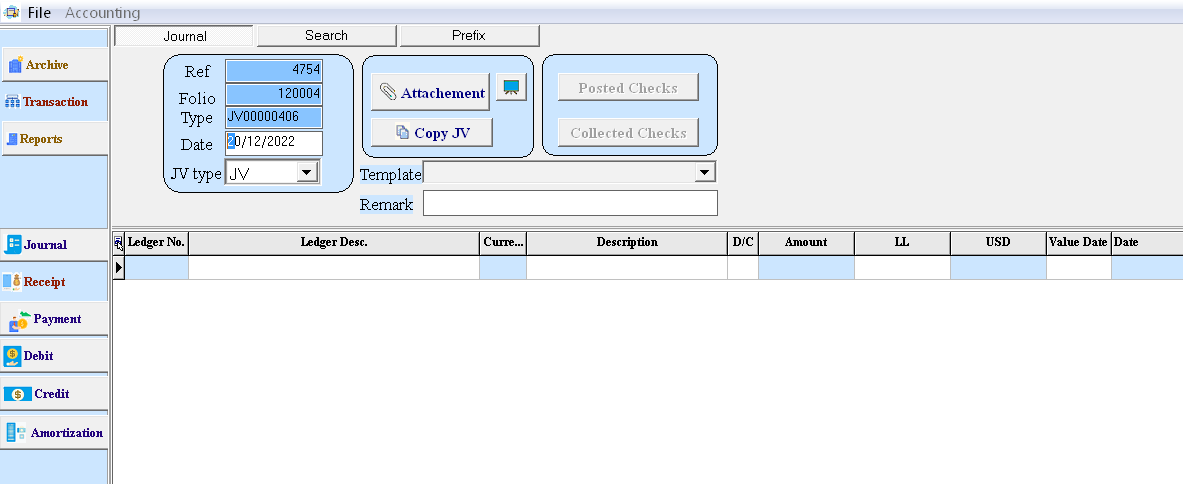 File Accounting
Journal Search Prefix
Archive
Transaction
Reports
Ref 4754
Folio 120004
Type JV00000406
Date 20/12/2022
JV type JV
Attachement
Copy JV
Posted Checks
Collected Checks
Template
Remark
Journal
Receipt
Payment
Debit
Credit
Amortization
Ledger No. Ledger Desc. Curre... Description D/C Amount LL USD Value Date Date